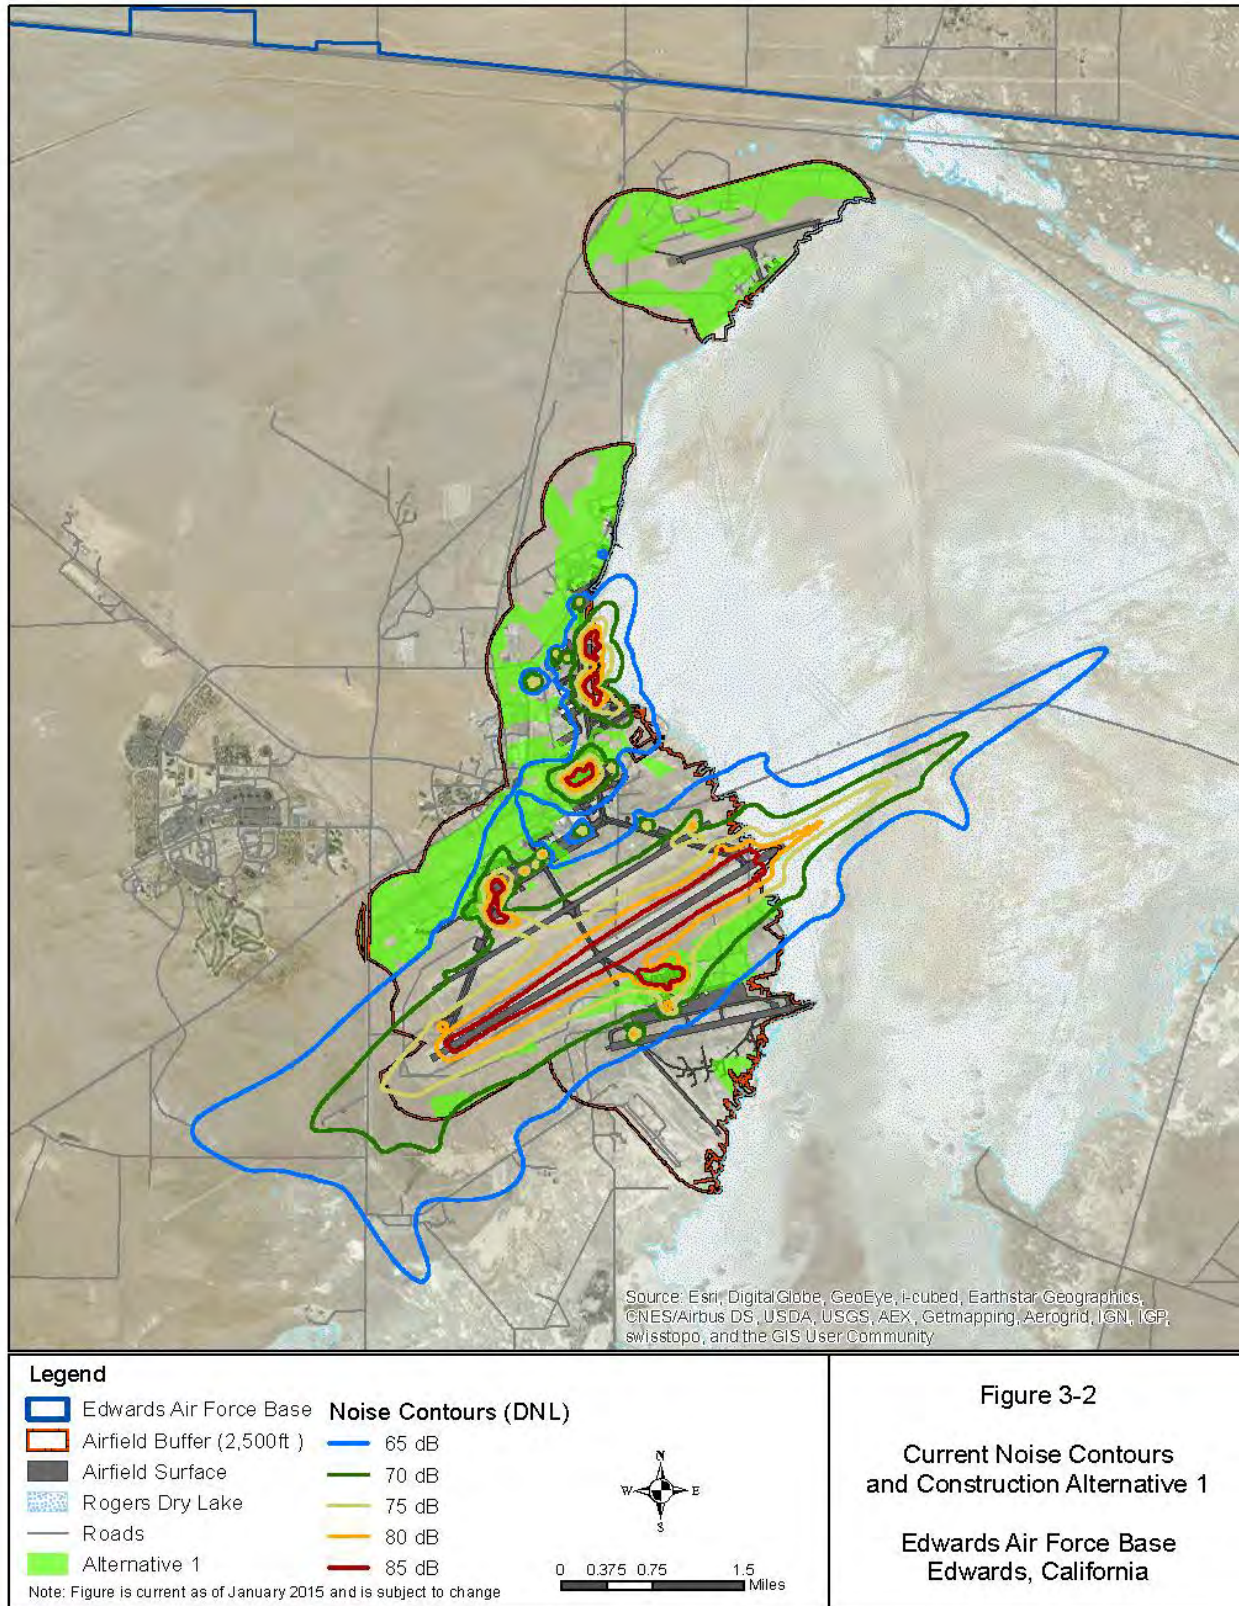 Source: Esri, DigitalGlobe, GeoEye, i-cubed, Earthstar Geographics,
CNES/Airbus DS, USDA, USGS, AEX, Getmapping, Aerogrid, IGN, IGP,
swisstopo, and the GIS User Community
Legend
Edwards Air Force Base
Airfield Buffer (2,500ft )
Airfield Surface
Rogers Dry Lake
Roads
Alternative 1
Note: Figure is current as of January 2015 and is subject to change
Noise Contours (DNL)
65 dB
70 dB
75 dB
80 dB
85 dB
N
W E
S
0 0.375 0.75 1.5
Miles
Figure 3-2
Current Noise Contours
and Construction Alternative 1
Edwards Air Force Base
Edwards, California